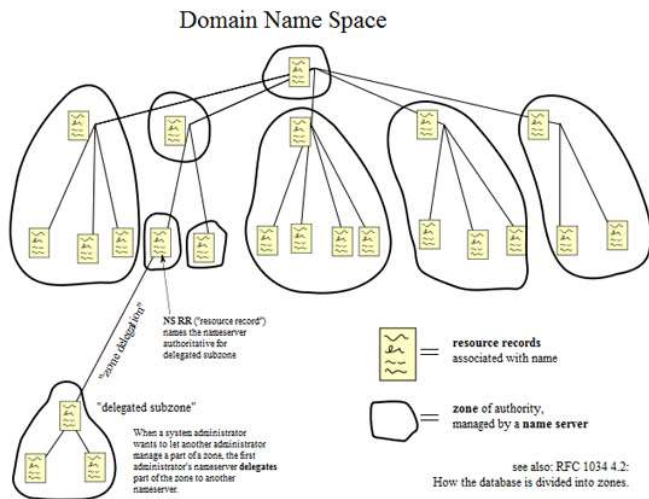 Domain Name Space
NS RR ("resource record")
names the nameserver
authoritative for
delegated subzone
"zone delegation"
resource records
associated with name
"delegated subzone"
zone of authority,
managed by a name server
When a system administrator
wants to let another administrator
manage a part of a zone, the first
administrator's nameserver delegates
part of the zone to another
nameserver.
see also: RFC 1034 4.2:
How the database is divided into zones.